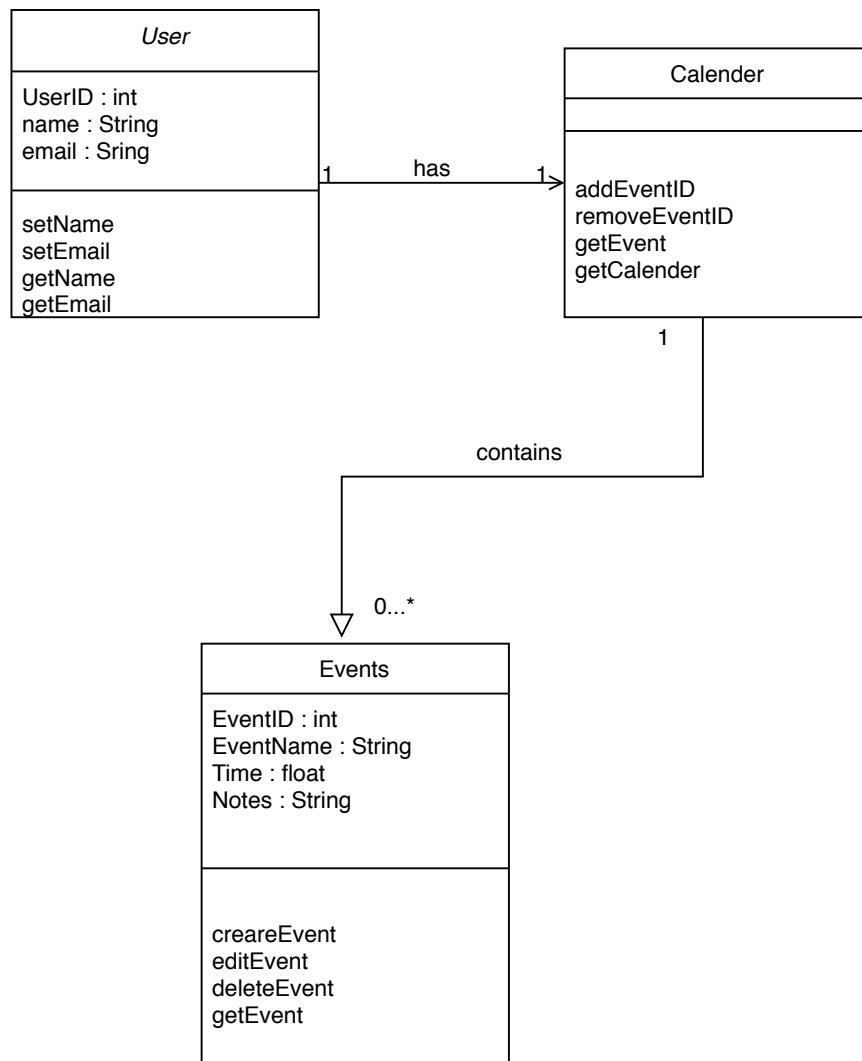 User
UserID : int
name : String
email : Sring
setName
setEmail
getName
getEmail
1
has
1
Calender
addEventID
removeEventID
getEvent
getCalender
1
contains
0...*
Events
EventID : int
EventName : String
Time : float
Notes : String
creareEvent
editEvent
deleteEvent
getEvent